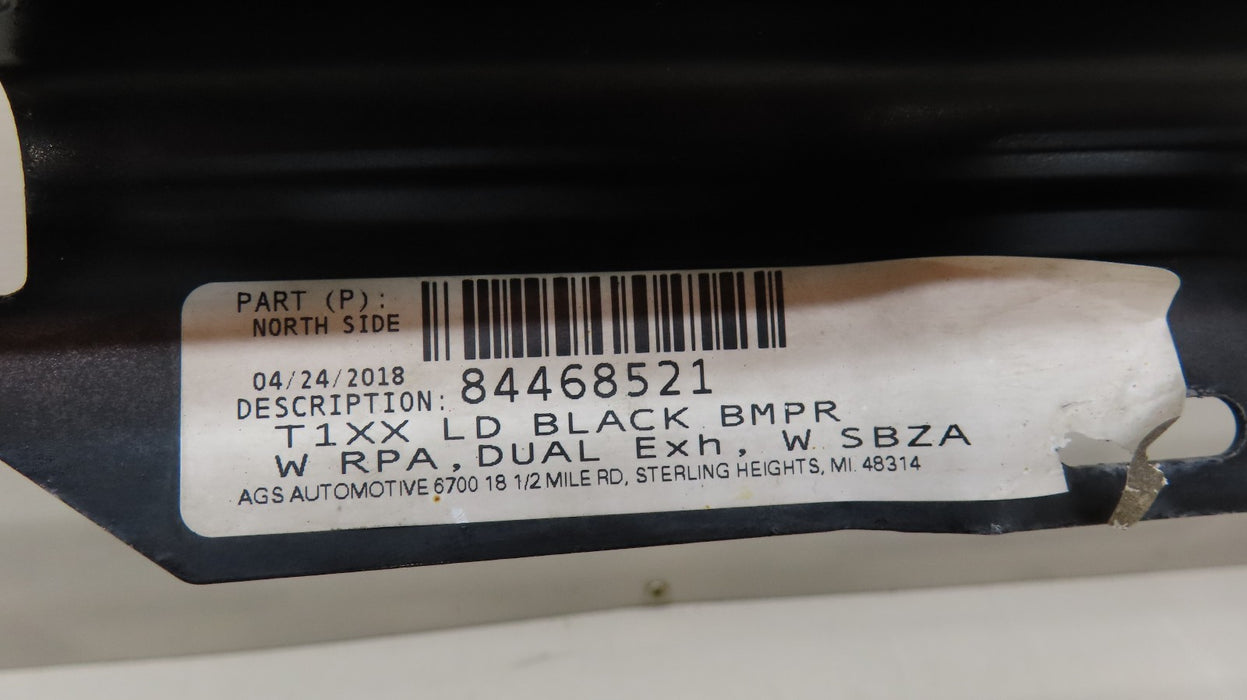 PART (P):
NORTH SIDE
04/24/2018
84468521
DESCRIPTION:
T1XX LD BLACK BMPR
W RPA, DUAL Exh, W SBZA
AGS AUTOMOTIVE 6700 18 1/2 MILE RD, STERLING HEIGHTS, MI. 48314